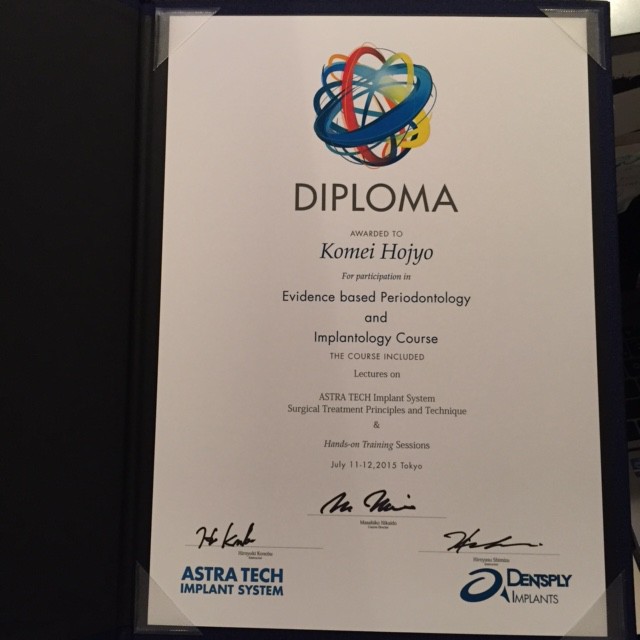 DIPLOMA
AWARDED TO
Komei Hojyo
For participation in
Evidence based Periodontology
and
Implantology Course
THE COURSE INCLUDED
Lectures on
ASTRA TECH Implant System
Surgical Treatment Principles and Technique
&
Hands-on Training Sessions
July 11-12,2015 Tokyo
Course Director
ASTRA TECH
IMPLANT SYSTEM
DENTSPLY
IMPLANTS